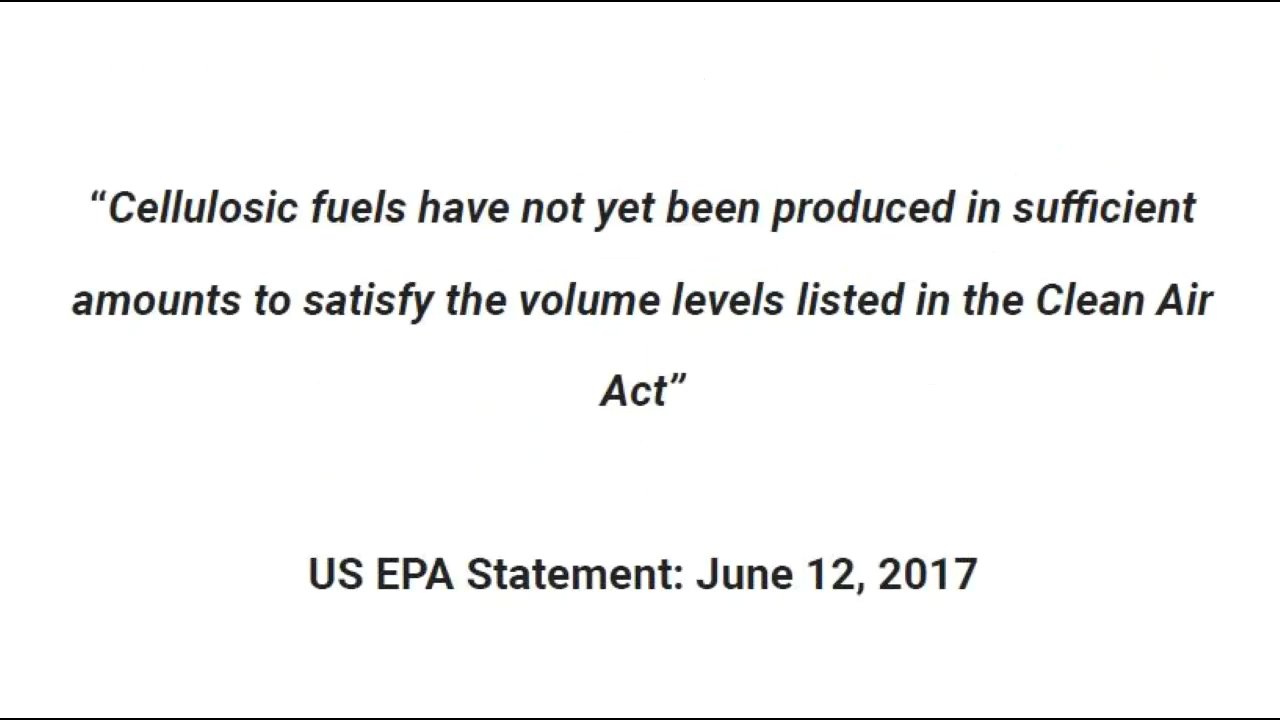 “Cellulosic fuels have not yet been produced in sufficient
amounts to satisfy the volume levels listed in the Clean Air
Act”
US EPA Statement: June 12, 2017